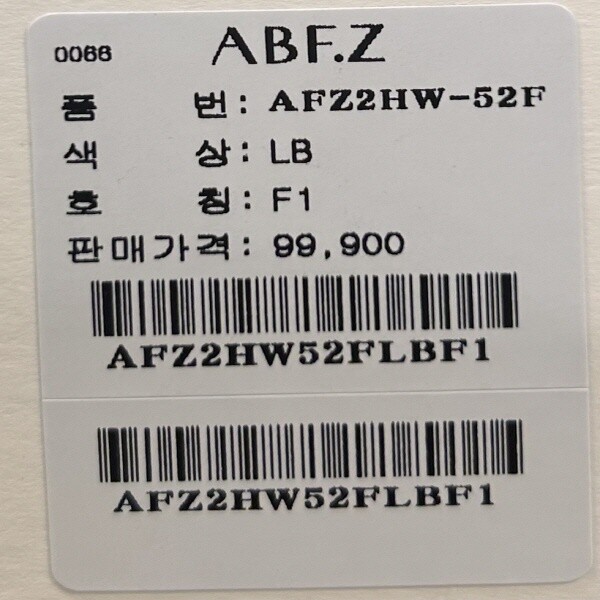 0066 ABF.Z
품 번: AFZ2HW-52F
색 상: LB
호 칭: F1
판매가격: 99,900
AFZ2HW52FLBF1
AFZ2HW52FLBF1